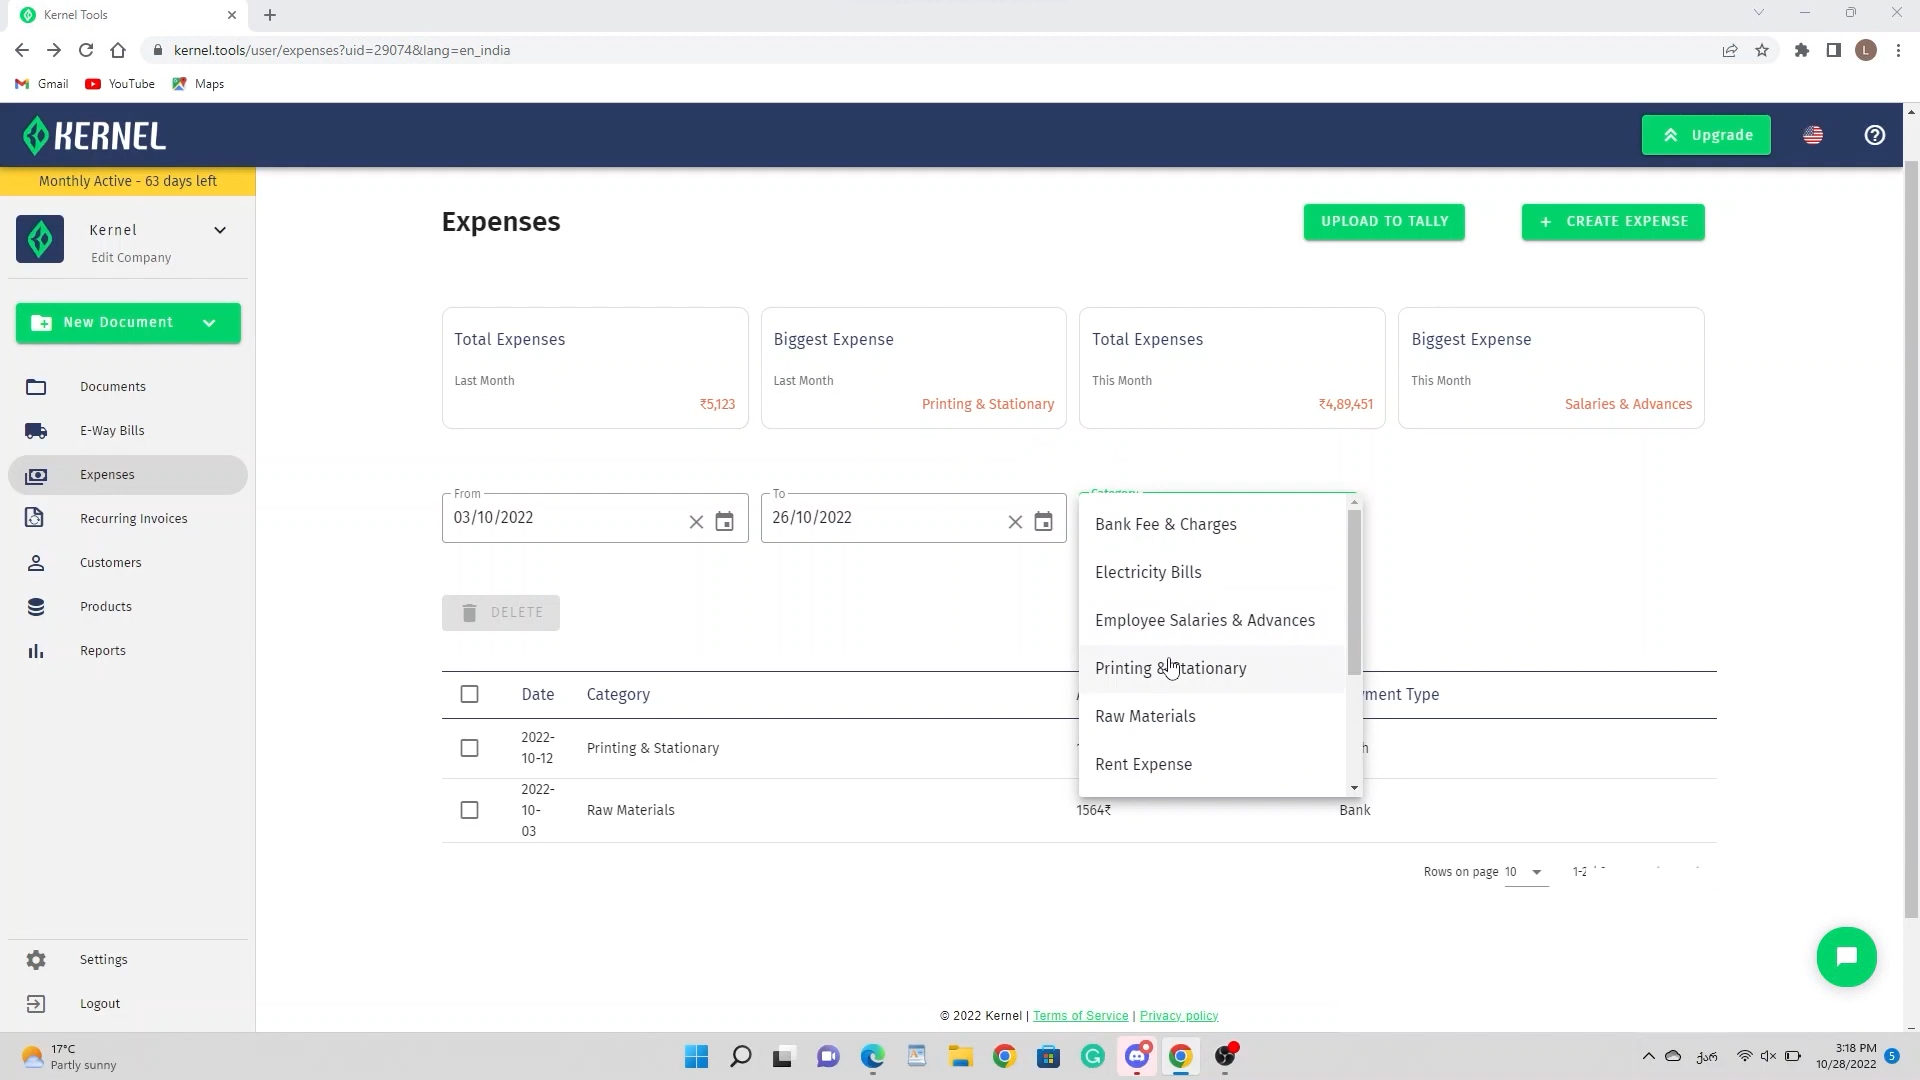 Kernel Tools
kernel.tools/user/expenses?uid=29074&lang=en_india
L
Gmail
YouTube
Maps
KERNEL
Upgrade
Monthly Active - 63 days left
Kernel
Edit Company
New Document
Documents
E-Way Bills
Expenses
Recurring Invoices
Customers
Products
Reports
Settings
Logout
Expenses
UPLOAD TO TALLY
+ CREATE EXPENSE
Total Expenses
Last Month
₹5,123
Biggest Expense
Last Month
Printing & Stationary
Total Expenses
This Month
₹4,89,451
Biggest Expense
This Month
Salaries & Advances
From
03/10/2022
To
26/10/2022
Category
Bank Fee & Charges
Electricity Bills
Employee Salaries & Advances
Printing & Stationary
Raw Materials
Rent Expense
DELETE
Date
Category
Type
2022-
10-12
Printing & Stationary
2022-
10-
03
Raw Materials
1564₹
Bank
Rows on page 10
© 2022 Kernel | Terms of Service | Privacy policy
17°C
Partly sunny
ქარ
3:18 PM
10/28/2022
5